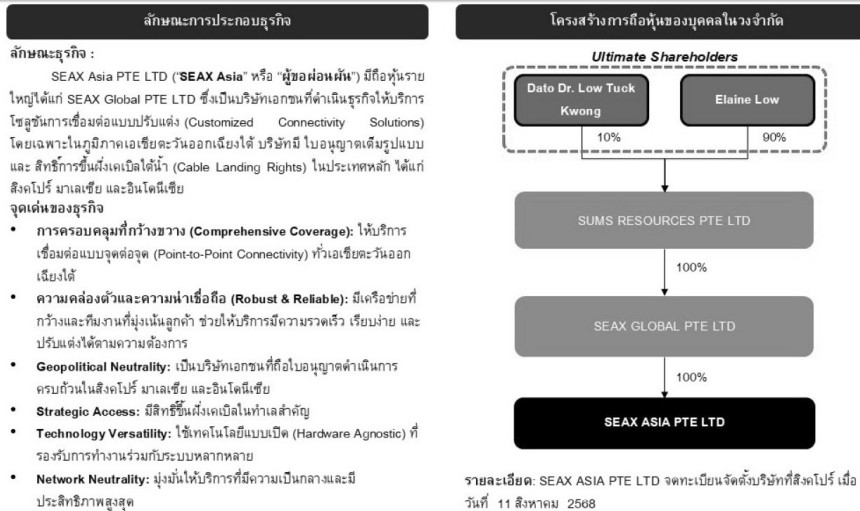 ลักษณะการประกอบธุรกิจ
ลักษณะธุรกิจ :
SEAX Asia PTE LTD (“SEAX Asia” หรือ “ผู้ขอผ่อนผัน”) มีถือหุ้นราย
ใหญ่ได้แก่ SEAX Global PTE LTD ซึ่งเป็นบริษัทเอกชนที่ดำเนินธุรกิจให้บริการ
โซลูชันการเชื่อมต่อแบบปรับแต่ง (Customized Connectivity Solutions)
โดยเฉพาะในภูมิภาคเอเชียตะวันออกเฉียงใต้ บริษัทมี ใบอนุญาตเต็มรูปแบบ
และ สิทธิ์การขึ้นฝั่งเคเบิลใต้น้ำ (Cable Landing Rights) ในประเทศหลัก ได้แก่
สิงคโปร์ มาเลเซีย และอินโดนีเซีย
จุดเด่นของธุรกิจ
• การครอบคลุมที่กว้างขวาง (Comprehensive Coverage): ให้บริการ
เชื่อมต่อแบบจุดต่อจุด (Point-to-Point Connectivity) ทั่วเอเชียตะวันออก
เฉียงใต้
• ความคล่องตัวและความน่าเชื่อถือ (Robust & Reliable): มีเครือข่ายที่
กว้างและทีมงานที่มุ่งเน้นลูกค้า ช่วยให้บริการมีความรวดเร็ว เรียบง่าย และ
ปรับแต่งได้ตามความต้องการ
• Geopolitical Neutrality: เป็นบริษัทเอกชนที่ถือใบอนุญาตดำเนินการ
ครบถ้วนในสิงคโปร์ มาเลเซีย และอินโดนีเซีย
• Strategic Access: มีสิทธิ์ขึ้นฝั่งเคเบิลในทำเลสำคัญ
• Technology Versatility: ใช้เทคโนโลยีแบบเปิด (Hardware Agnostic) ที่
รองรับการทำงานร่วมกับระบบหลากหลาย
• Network Neutrality: มุ่งมั่นให้บริการที่มีความเป็นกลางและมี
ประสิทธิภาพสูงสุด
โครงสร้างการถือหุ้นของบุคคลในวงจำกัด
Ultimate Shareholders
Dato Dr. Low Tuck
Kwong
Elaine Low
10%
90%
SUMS RESOURCES PTE LTD
100%
SEAX GLOBAL PTE LTD
100%
SEAX ASIA PTE LTD
รายละเอียด: SEAX ASIA PTE LTD จดทะเบียนจัดตั้งบริษัทที่สิงคโปร์ เมื่อ
วันที่ 11 สิงหาคม 2568